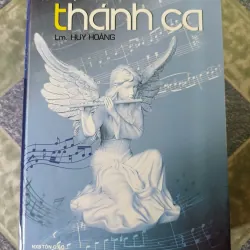 thánh ca
Lm. HUY HOÀNG